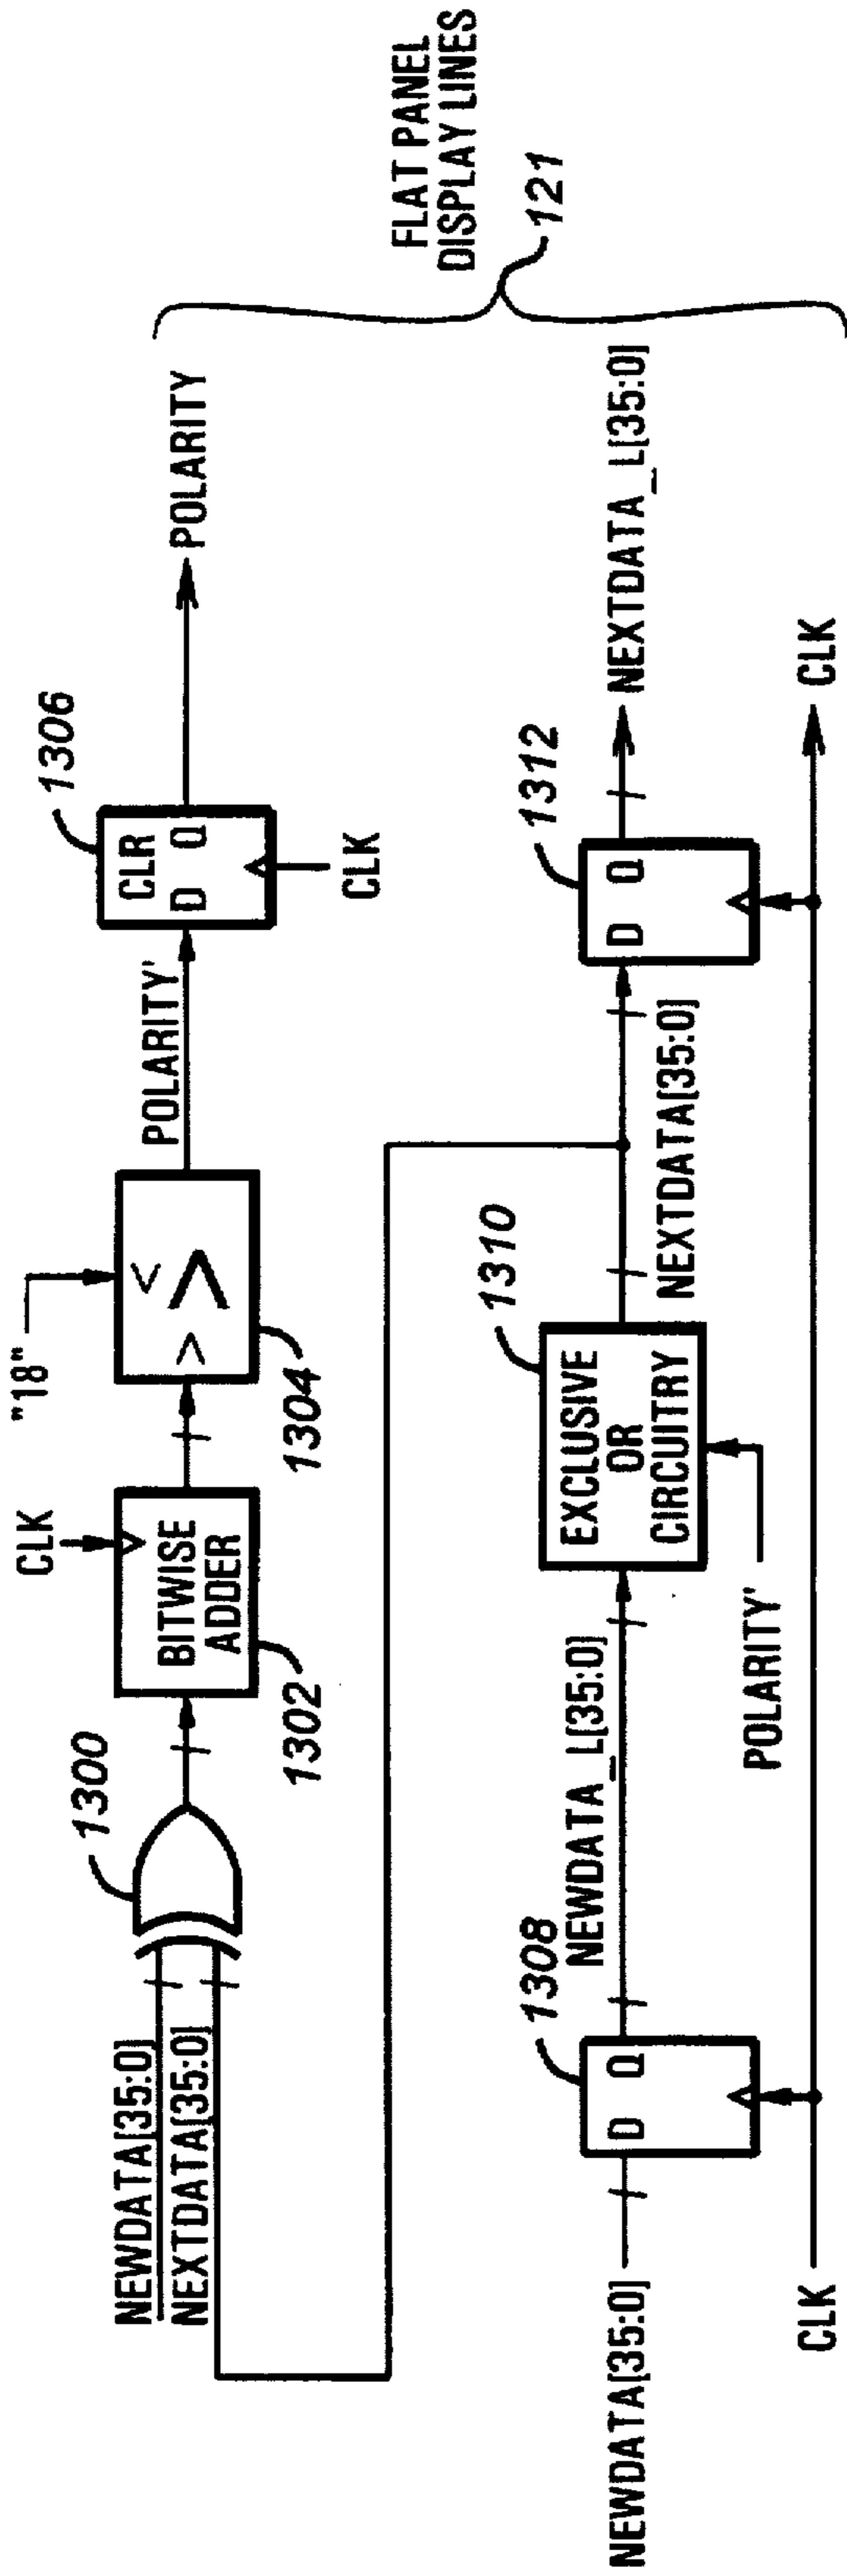 NEWDATA[35:0]
NEXTDATA[35:0]
1300
CLK
BITWISE
ADDER
1302
"18"
>
<
>
1304
POLARITY'
1306
CLR
D Q
CLK
POLARITY
FLAT PANEL
DISPLAY LINES
121
NEWDATA[35:0]
1308
D Q
NEWDATA_L[35:0]
EXCLUSIVE
OR
CIRCUITRY
1310
POLARITY'
NEXTDATA[35:0]
1312
D Q
NEXTDATA_L[35:0]
CLK
CLK